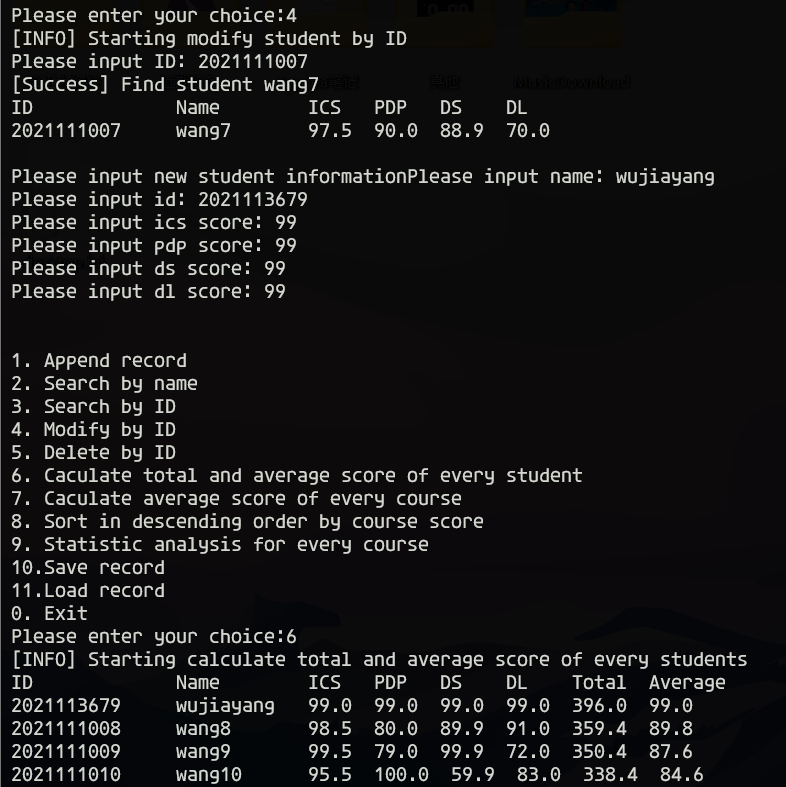 Please enter your choice:4
[INFO] Starting modify student by ID
Please input ID: 2021111007
[Success] Find student wang7
ID Name ICS PDP DS DL
2021111007 wang7 97.5 90.0 88.9 70.0
Please input new student informationPlease input name: wujiayang
Please input id: 2021113679
Please input ics score: 99
Please input pdp score: 99
Please input ds score: 99
Please input dl score: 99
1. Append record
2. Search by name
3. Search by ID
4. Modify by ID
5. Delete by ID
6. Caculate total and average score of every student
7. Caculate average score of every course
8. Sort in descending order by course score
9. Statistic analysis for every course
10.Save record
11.Load record
0. Exit
Please enter your choice:6
[INFO] Starting calculate total and average score of every students
ID Name ICS PDP DS DL Total Average
2021113679 wujiayang 99.0 99.0 99.0 99.0 396.0 99.0
2021111008 wang8 98.5 80.0 89.9 91.0 359.4 89.8
2021111009 wang9 99.5 79.0 99.9 72.0 350.4 87.6
2021111010 wang10 95.5 100.0 59.9 83.0 338.4 84.6